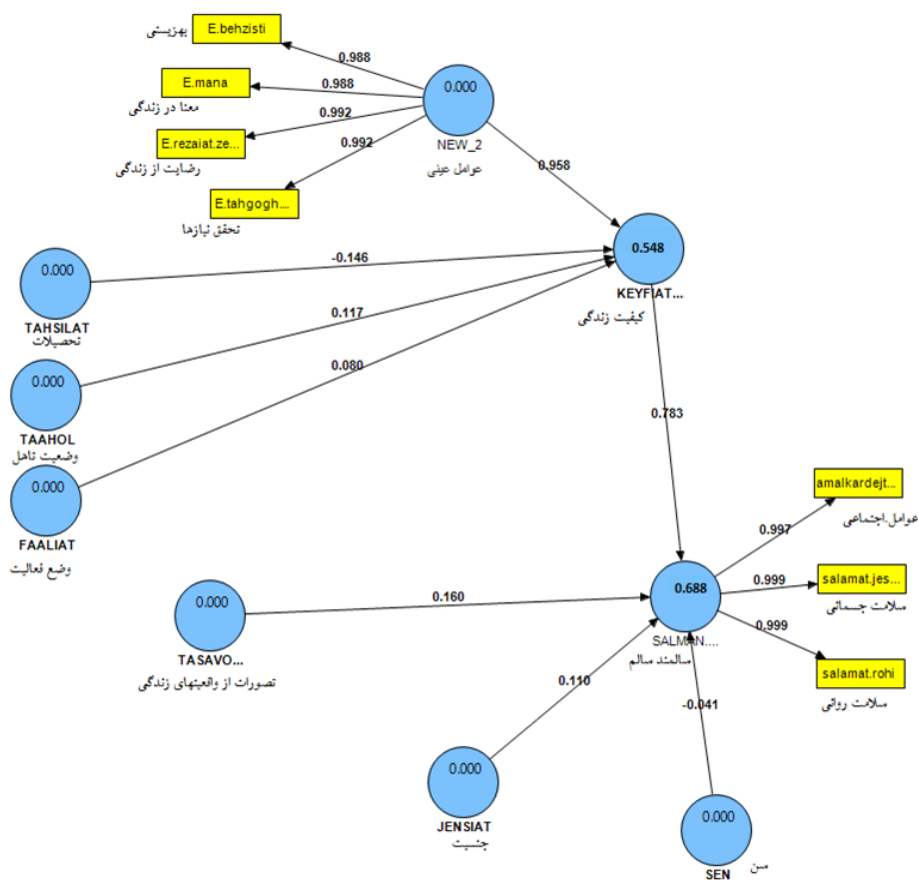 بهزیستی
E.behzisti
0.988
E.mana
0.988
معنا در زندگی
0.992
E.rezaiat.ze...
رضایت از زندگی
0.992
E.tahgogh....
تحقق نیازها
0.000
NEW_2
عوامل عینی
0.958
0.548
KEYFIAT...
کیفیت زندگی
0.000
TAHSILAT
تحصیلات
-0.146
0.000
TAAHOL
وضعیت تاهل
0.117
0.000
FAALIAT
وضع فعالیت
0.080
0.783
0.000
TASAVO...
تصورات از واقعیتهای زندگی
0.160
0.688
SALMAN....
سالمند سالم
amalkardejt...
عوامل.اجتماعی
0.997
salamat.jes...
سلامت جسمانی
0.999
salamat.rohi
سلامت روانی
0.999
0.110
0.000
JENSIAT
جنسیت
-0.041
0.000
SEN
سن